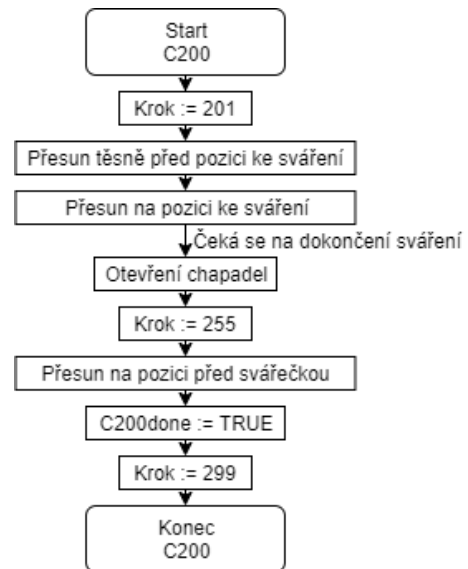 Start
C200
Krok := 201
Přesun těsně před pozici ke sváření
Přesun na pozici ke sváření
Čeká se na dokončení sváření
Otevření chapadel
Krok := 255
Přesun na pozici před svářečkou
C200done := TRUE
Krok := 299
Konec
C200